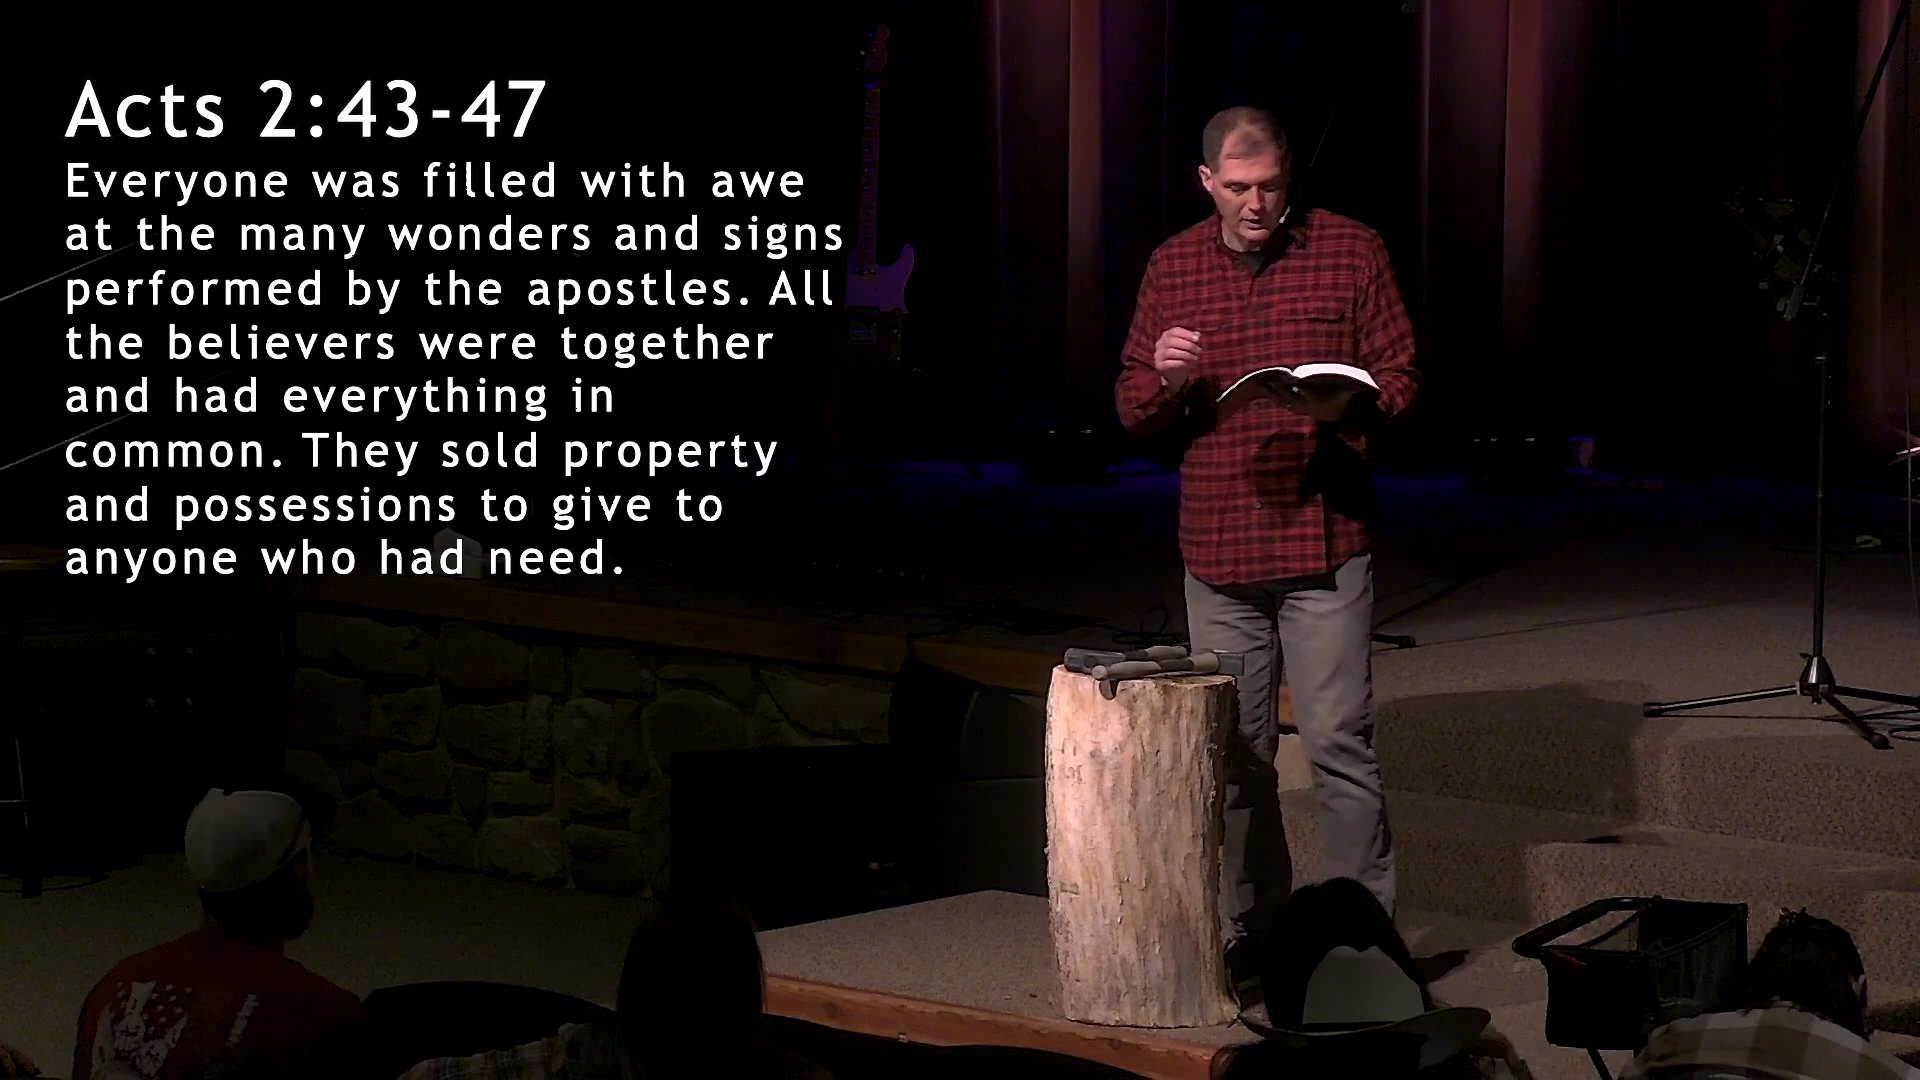 Acts 2:43-47
Everyone was filled with awe
at the many wonders and signs
performed by the apostles. All
the believers were together
and had everything in
common. They sold property
and possessions to give to
anyone who had need.